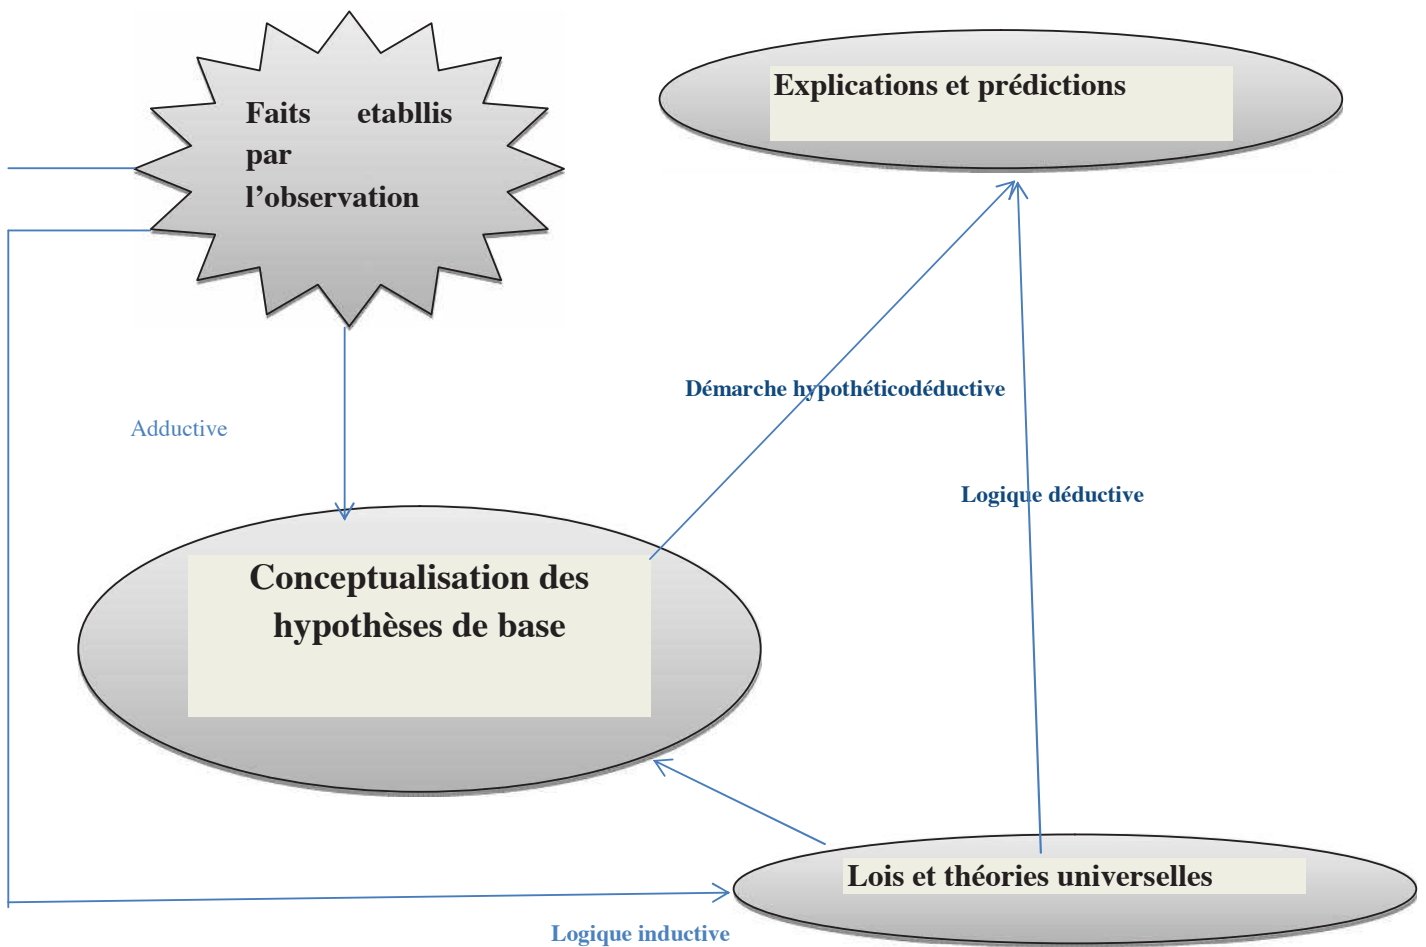 Faits etabllis
par
l’observation
Explications et prédictions
Démarche hypothéticodéductive
Adductive
Logique déductive
Conceptualisation des
hypothèses de base
Lois et théories universelles
Logique inductive